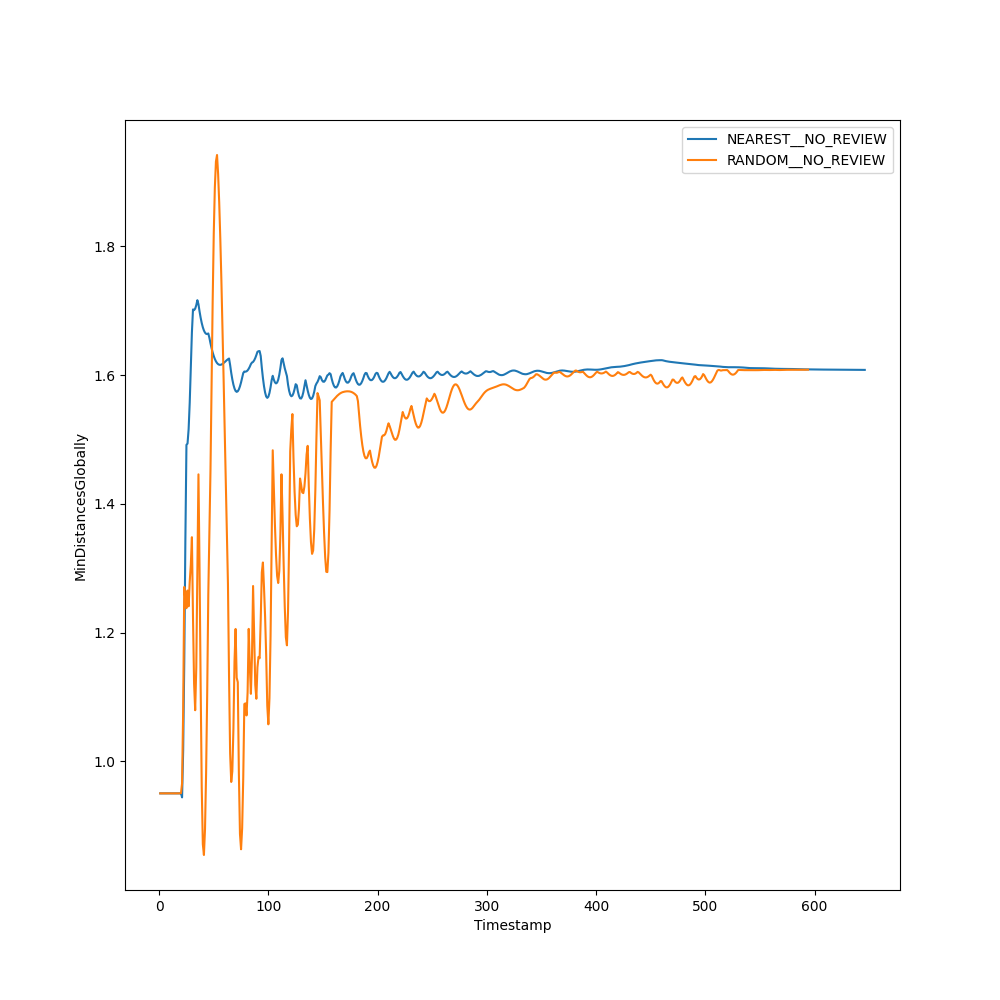 NEAREST__NO_REVIEW
RANDOM__NO_REVIEW
1.8
1.6
1.4
1.2
1.0
MinDistancesGlobally
0 100 200 300 400 500 600
Timestamp